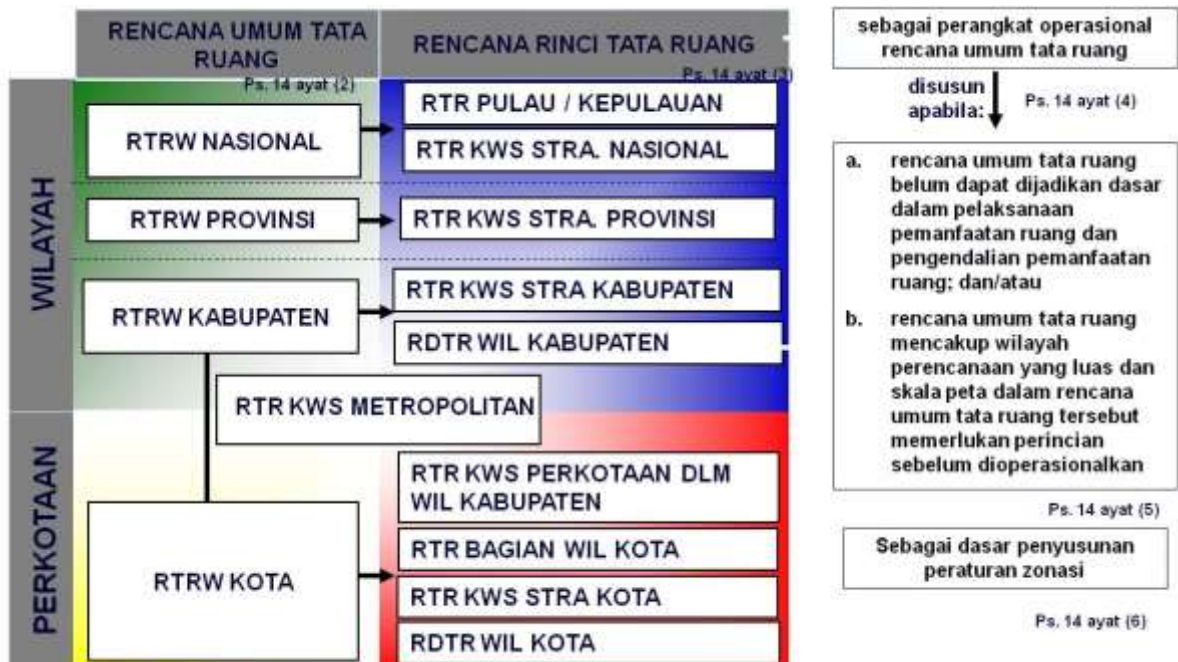 RENCANA UMUM TATA
RUANG
Ps. 14 ayat (2)
RENCANA RINCI TATA RUANG
Ps. 14 ayat (3)
WILAYAH
RTRW NASIONAL
RTR PULAU / KEPULAUAN
RTR KWS STRA. NASIONAL
RTRW PROVINSI
RTR KWS STRA. PROVINSI
RTRW KABUPATEN
RTR KWS STRA KABUPATEN
RDTR WIL KABUPATEN
RTR KWS METROPOLITAN
PERKOTAAN
RTRW KOTA
RTR KWS PERKOTAAN DLM
WIL KABUPATEN
RTR BAGIAN WIL KOTA
RTR KWS STRA KOTA
RDTR WIL KOTA
sebagai perangkat operasional
rencana umum tata ruang
disusun
apabila:
Ps. 14 ayat (4)
a. rencana umum tata ruang
belum dapat dijadikan dasar
dalam pelaksanaan
pemanfaatan ruang dan
pengendalian pemanfaatan
ruang; dan/atau
b. rencana umum tata ruang
mencakup wilayah
perencanaan yang luas dan
skala peta dalam rencana
umum tata ruang tersebut
memerlukan perincian
sebelum dioperasionalkan
Ps. 14 ayat (5)
Sebagai dasar penyusunan
peraturan zonasi
Ps. 14 ayat (6)